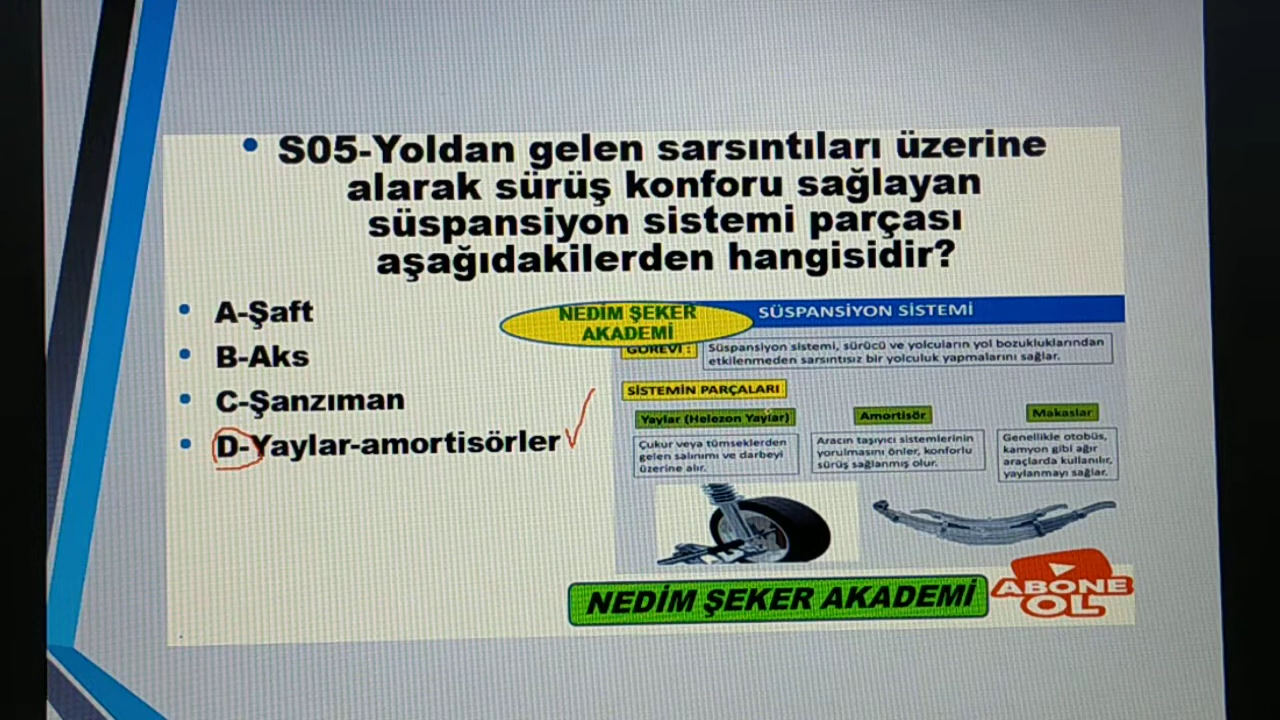 S05-Yoldan gelen sarsıntıları üzerine
alarak sürüş konforu sağlayan
süspansiyon sistemi parçası
aşağıdakilerden hangisidir?
A-Şaft
B-Aks
C-Şanzıman
D-Yaylar-amortisörler
NEDİM ŞEKER
AKADEMİ
SÜSPANSİYON SİSTEMİ
GÖREVİ :
Süspansiyon sistemi, sürücü ve yolcuların yol bozukluklarından
etkilenmeden sarsıntısız bir yolculuk yapmalarını sağlar.
SİSTEMİN PARÇALARI
Yaylar (Helezon Yaylar)
Çukur veya tümseklerden
gelen salınımı ve darbeyi
üzerine alır.
Amortisör
Aracın taşıyıcı sistemlerinin
yorulmasını önler, konforlu
sürüş sağlanmış olur.
Makaslar
Genellikle otobüs,
kamyon gibi ağır
araçlarda kullanılır,
yaylanmayı sağlar.
NEDİM ŞEKER AKADEMİ
ABONE
OL